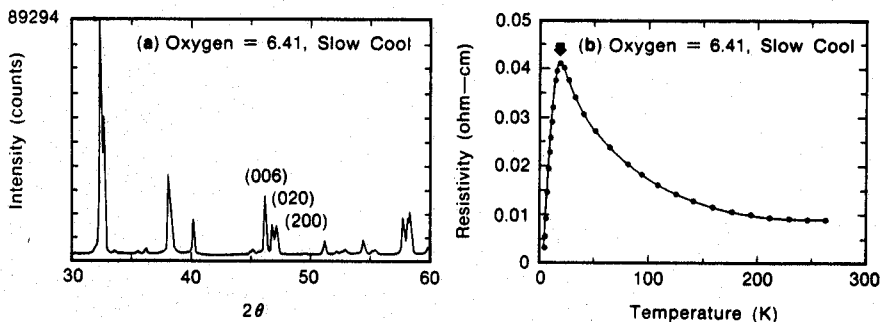 89294
(a) Oxygen = 6.41, Slow Cool
Intensity (counts)
(006)
(020)
(200)
30 40 50 60
2θ
0.05
0.04
0.03
0.02
0.01
0
(b) Oxygen = 6.41, Slow Cool
Resistivity (ohm—cm)
0 100 200 300
Temperature (K)